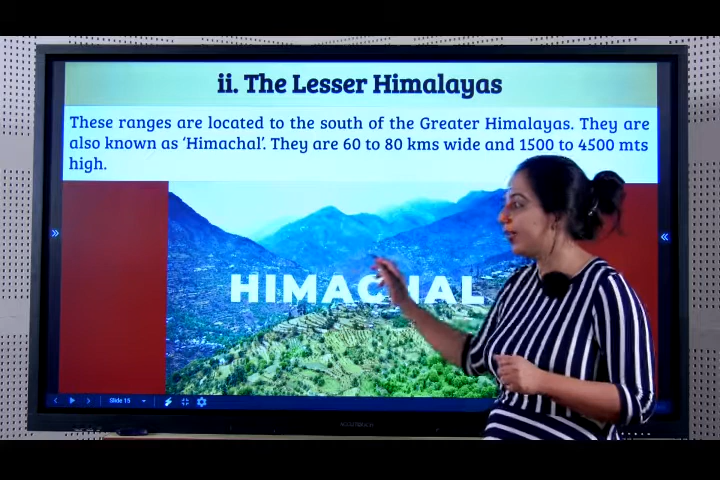 ii. The Lesser Himalayas
These ranges are located to the south of the Greater Himalayas. They are
also known as ‘Himachal’. They are 60 to 80 kms wide and 1500 to 4500 mts
high.
HIMACHAL
Slide 15